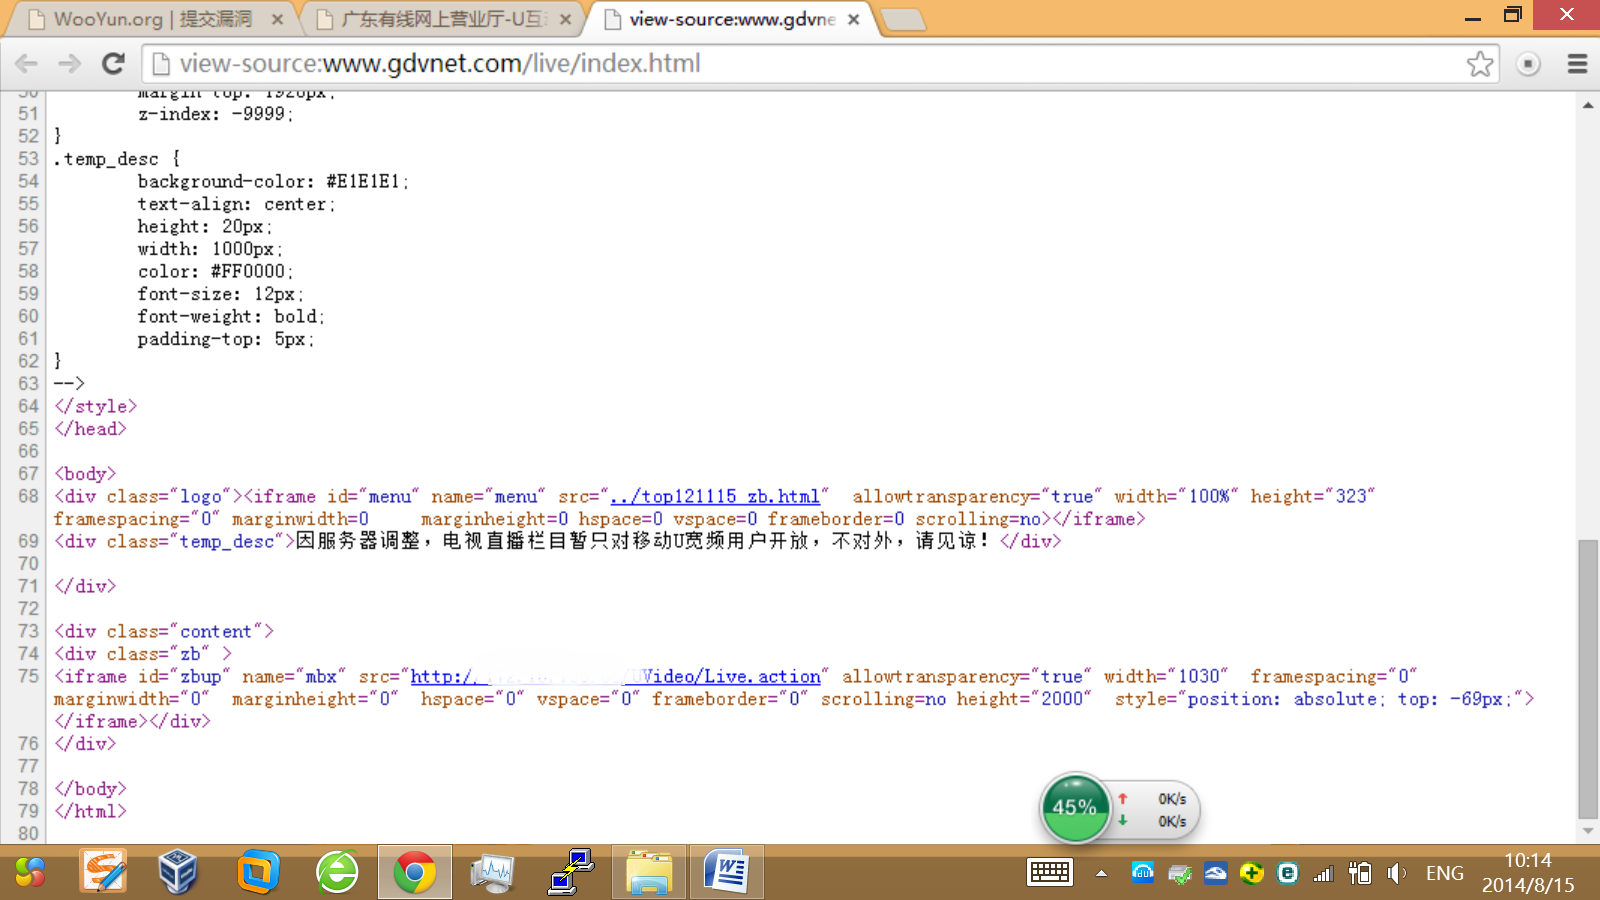 WooYun.org | 提交漏洞
广东有线网上营业厅-U互
view-source:www.gdvne
view-source:www.gdvnet.com/live/index.html
50 margin-top: 1920px;
51 z-index: -9999;
52 }
53 .temp_desc {
54 background-color: #E1E1E1;
55 text-align: center;
56 height: 20px;
57 width: 1000px;
58 color: #FF0000;
59 font-size: 12px;
60 font-weight: bold;
61 padding-top: 5px;
62 }
63 -->
64 </style>
65 </head>
66
67 <body>
68 <div class="logo"><iframe id="menu" name="menu" src="../top121115_zb.html" allowtransparency="true" width="100%" height="323"
framespacing="0" marginwidth=0 marginheight=0 hspace=0 vspace=0 frameborder=0 scrolling=no></iframe>
69 <div class="temp_desc">因服务器调整，电视直播栏目暂只对移动U宽频用户开放，不对外，请见谅！</div>
70
71 </div>
72
73 <div class="content">
74 <div class="zb" >
75 <iframe id="zbup" name="mbx" src="http:// /UVideo/Live.action" allowtransparency="true" width="1030" framespacing="0"
marginwidth="0" marginheight="0" hspace="0" vspace="0" frameborder="0" scrolling=no height="2000" style="position: absolute; top: -69px;">
</iframe></div>
76 </div>
77
78 </body>
79 </html>
80
45%
0K/s
0K/s
ENG
10:14
2014/8/15